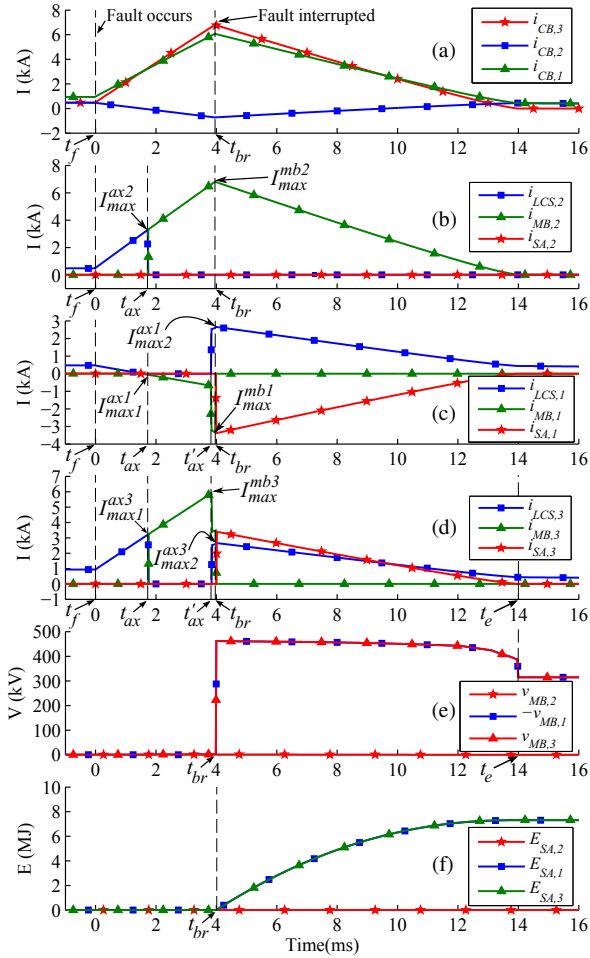 Fault occurs
Fault interrupted
8
6
4
2
0
−2
I (kA)
(a)
i_{CB,3}
i_{CB,2}
i_{CB,1}
0 2 4 6 8 10 12 14 16
t_f
t_{br}
8
6
4
2
0
I (kA)
I_{max}^{ax2}
I_{max}^{mb2}
(b)
i_{LCS,2}
i_{MB,2}
i_{SA,2}
0 2 4 6 8 10 12 14 16
t_f
t_{ax}
t_{br}
3
2
1
0
−1
−2
−3
−4
I (kA)
I_{max2}^{ax1}
I_{max1}^{ax1}
I_{max}^{mb1}
(c)
i_{LCS,1}
i_{MB,1}
i_{SA,1}
0 2 4 6 8 10 12 14 16
t_f
t_{ax}
t'_{ax}
t_{br}
6
5
4
3
2
1
0
−1
I (kA)
I_{max1}^{ax3}
I_{max2}^{ax3}
I_{max}^{mb3}
(d)
i_{LCS,3}
i_{MB,3}
i_{SA,3}
0 2 4 6 8 10 12 14 16
t_f
t_{ax}
t'_{ax}
t_{br}
t_e
500
400
300
200
100
0
V (kV)
(e)
v_{MB,2}
−v_{MB,1}
v_{MB,3}
0 2 4 6 8 10 12 14 16
t_{br}
t_e
10
8
6
4
2
0
E (MJ)
(f)
E_{SA,2}
E_{SA,1}
E_{SA,3}
t_{br}
0 2 4 6 8 10 12 14 16
Time(ms)